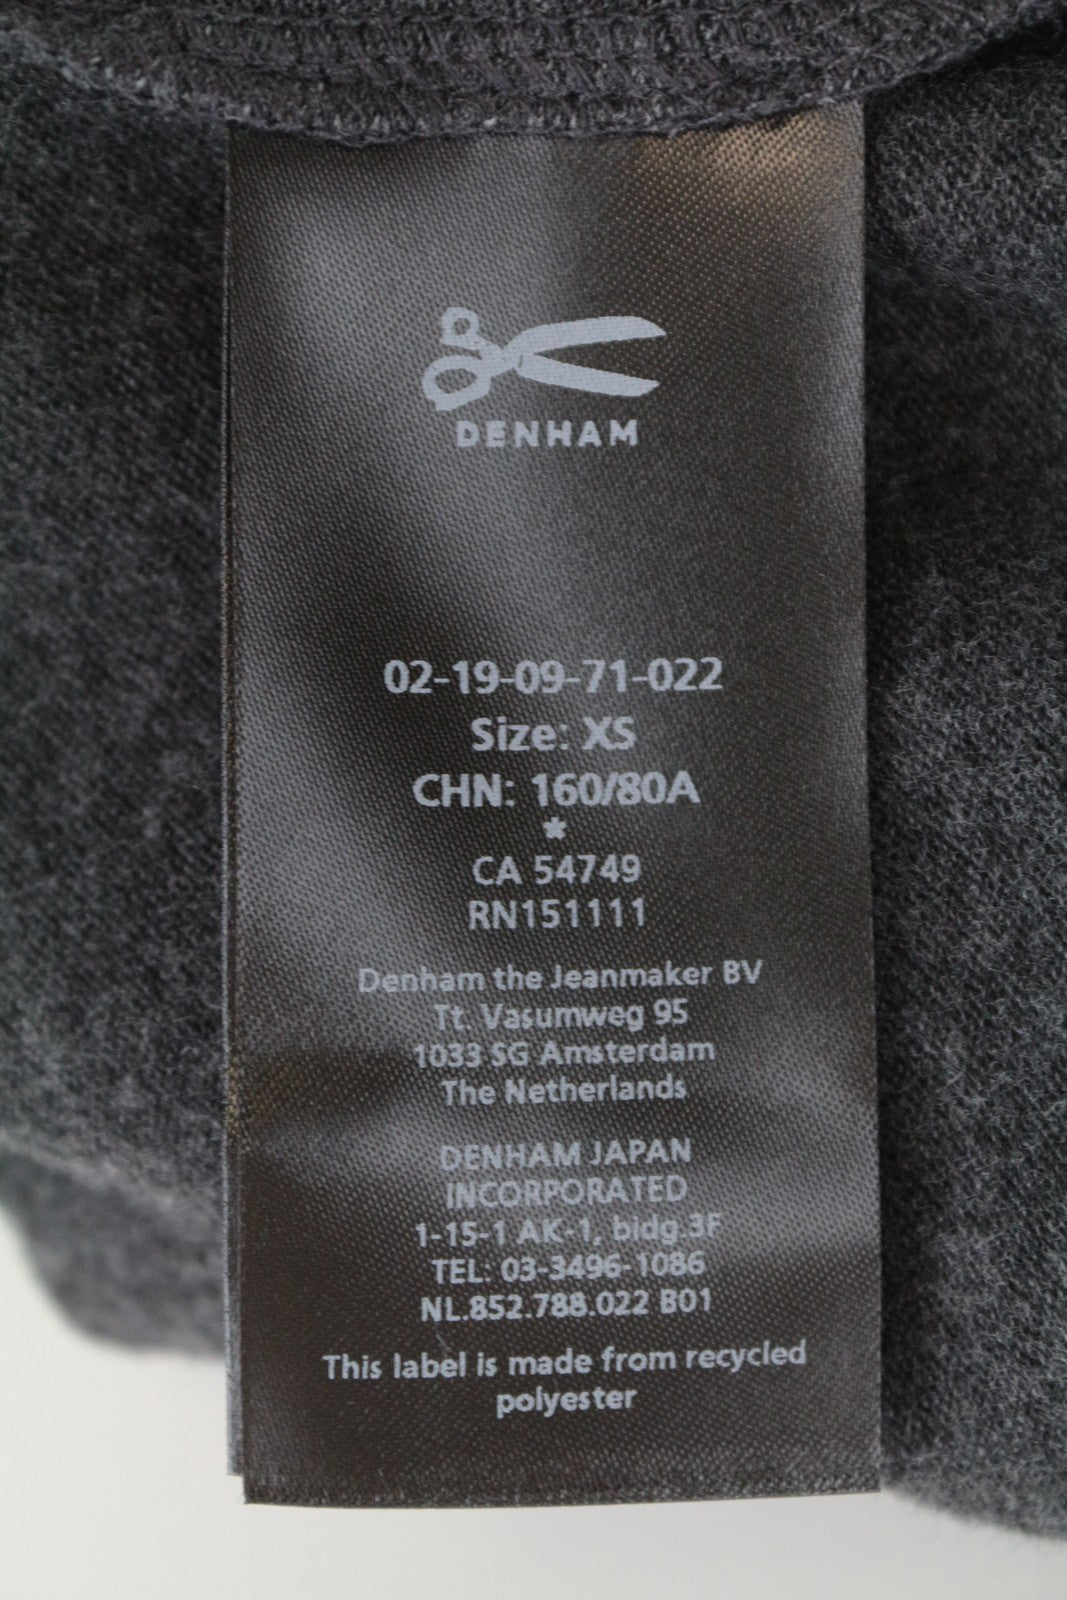 DENHAM
02-19-09-71-022
Size: XS
CHN: 160/80A
*
CA 54749
RN151111
Denham the Jeanmaker BV
Tt. Vasumweg 95
1033 SG Amsterdam
The Netherlands
DENHAM JAPAN
INCORPORATED
1-15-1 AK-1, bidg.3F
TEL: 03-3496-1086
NL.852.788.022 B01
This label is made from recycled
polyester